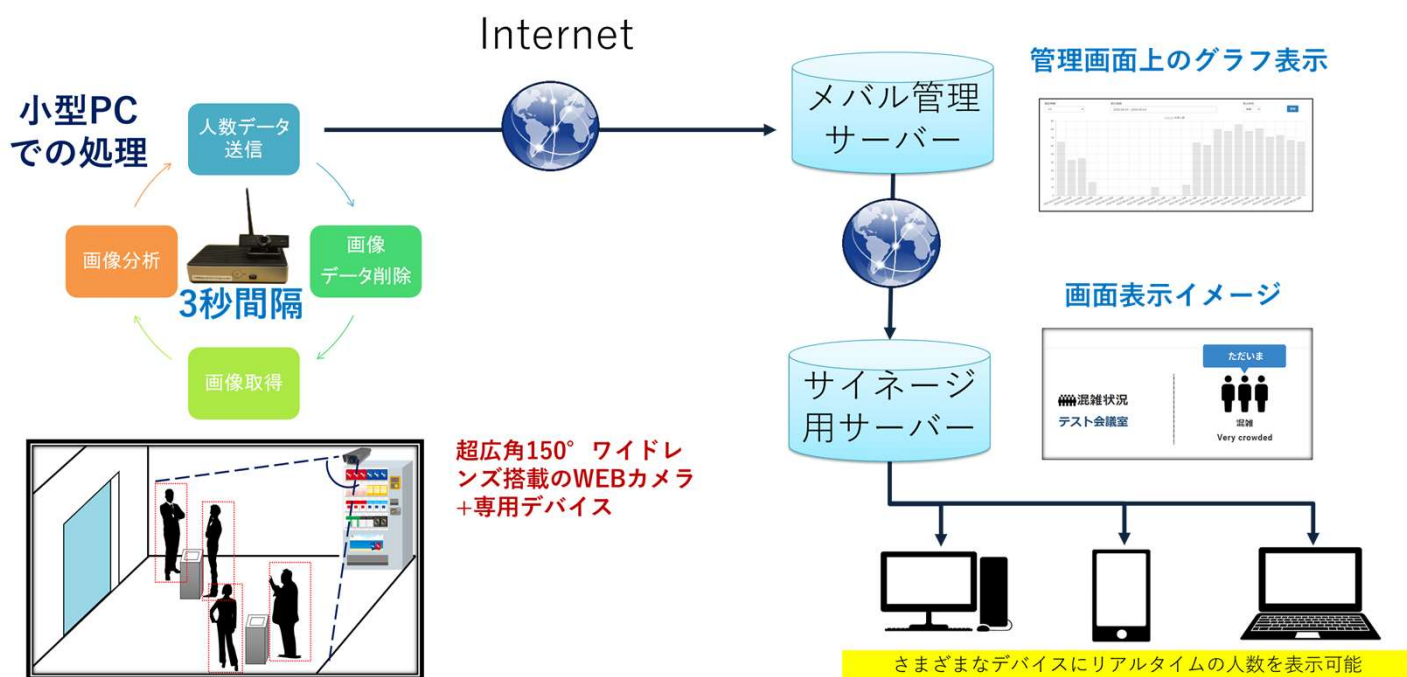 Internet
小型PC
での処理
人数データ
送信
画像分析
画像
データ削除
3秒間隔
画像取得
超広角150° ワイドレ
ンズ搭載のWEBカメラ
+専用デバイス
メバル管理
サーバー
サイネージ
用サーバー
管理画面上のグラフ表示
画面表示イメージ
ただいま
混雑状況
テスト会議室
混雑
Very crowded
さまざまなデバイスにリアルタイムの人数を表示可能